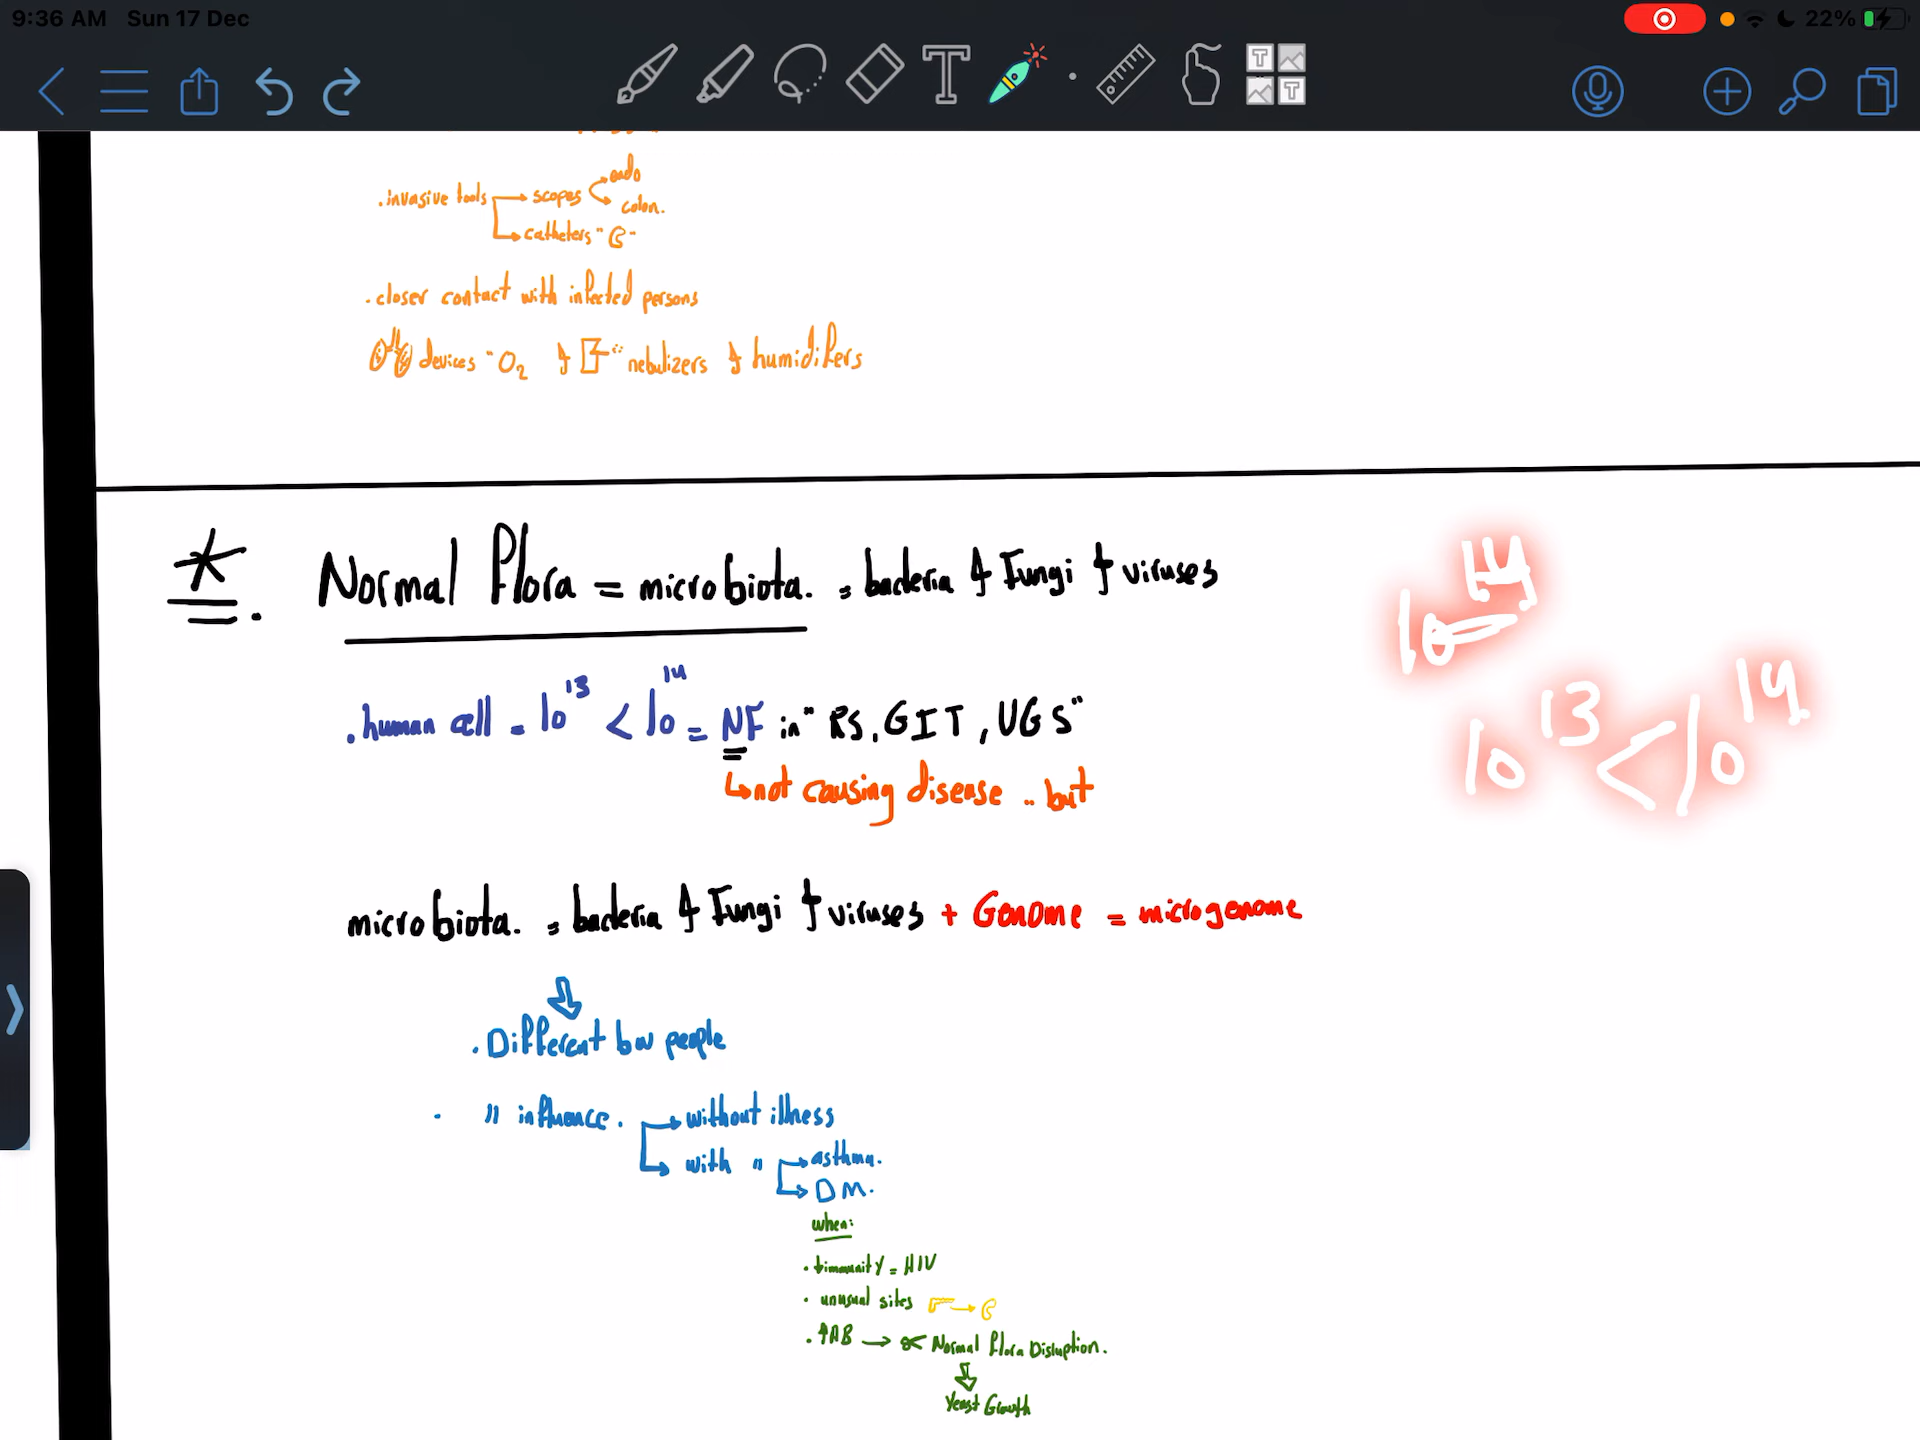 9:36 AM Sun 17 Dec
22%
. invasive tools → scopes → endo
→ colon.
→ catheters "
. closer contact with infected persons
devices " O2 & " nebulizers & humidifers
*. Normal flora = microbiota. = bacteria & Fungi & viruses
10^14
. human cell = 10^13 < 10^14 = NF in " RS, GIT, UGS "
10^13 < 10^14
↳ not causing disease .. but
microbiota. = bacteria & Fungi & viruses + Genome = microgenome
⇩
. Different bw people
. " influence. → without illness
→ with " → asthma.
→ DM.
when:
. immunity = HIV
. unusual sites →
. ↑AB → Normal flora Disruption.
⇩
Yeast Growth